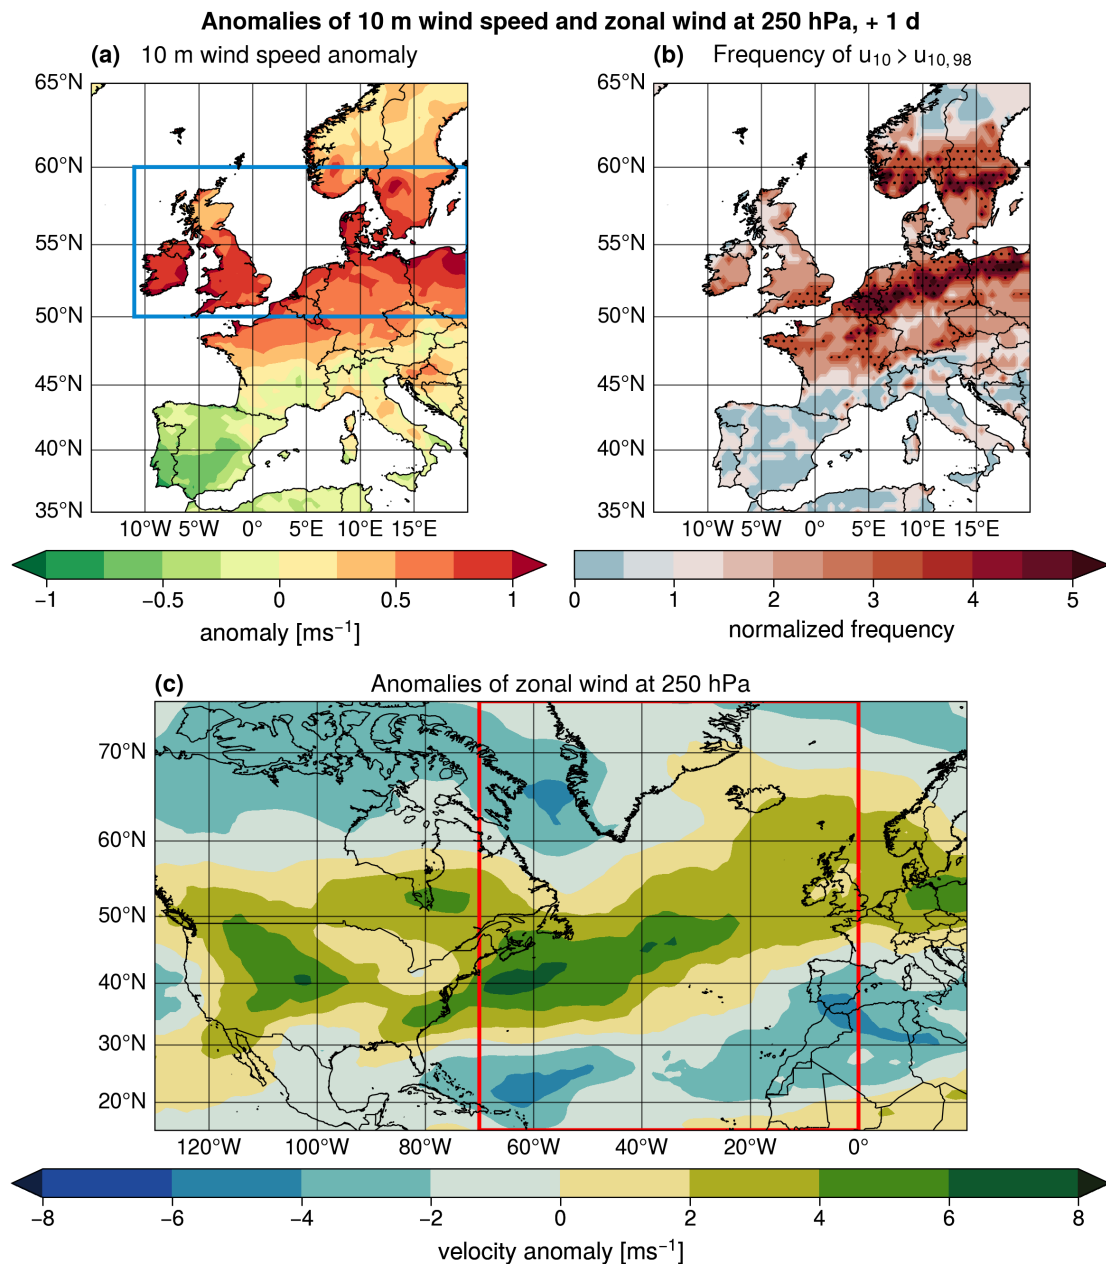 Anomalies of 10 m wind speed and zonal wind at 250 hPa, + 1 d
(a) 10 m wind speed anomaly
65°N
60°N
55°N
50°N
45°N
40°N
35°N
10°W 5°W 0° 5°E 10°E 15°E
−1 −0.5 0 0.5 1
anomaly [ms⁻¹]
(b) Frequency of u₁₀ > u₁₀,₉₈
65°N
60°N
55°N
50°N
45°N
40°N
35°N
10°W 5°W 0° 5°E 10°E 15°E
0 1 2 3 4 5
normalized frequency
(c) Anomalies of zonal wind at 250 hPa
70°N
60°N
50°N
40°N
30°N
20°N
120°W 100°W 80°W 60°W 40°W 20°W 0°
−8 −6 −4 −2 0 2 4 6 8
velocity anomaly [ms⁻¹]